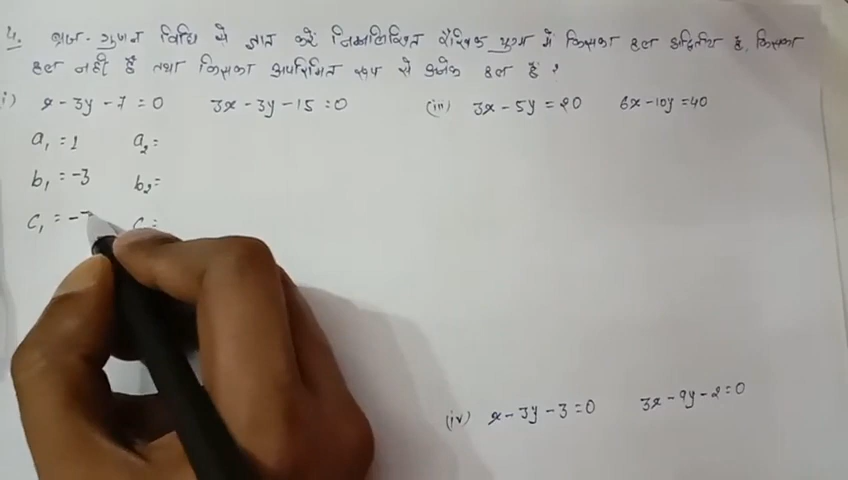 4. ब्रज-गुणन विधि से ज्ञात करें निम्नलिखित रैखिक युग्म में किसका हल अद्वितीय है, किसका
हल नहीं है तथा किसका अपरिमित रूप से अनेक हल हैं ?
i) x - 3y - 7 = 0 3x - 3y - 15 = 0
(iii) 3x - 5y = 20 6x - 10y = 40
a₁ = 1 a₂ =
b₁ = -3 b₂ =
c₁ = -7 c =
(iv) x - 3y - 3 = 0 3x - 9y - 2 = 0